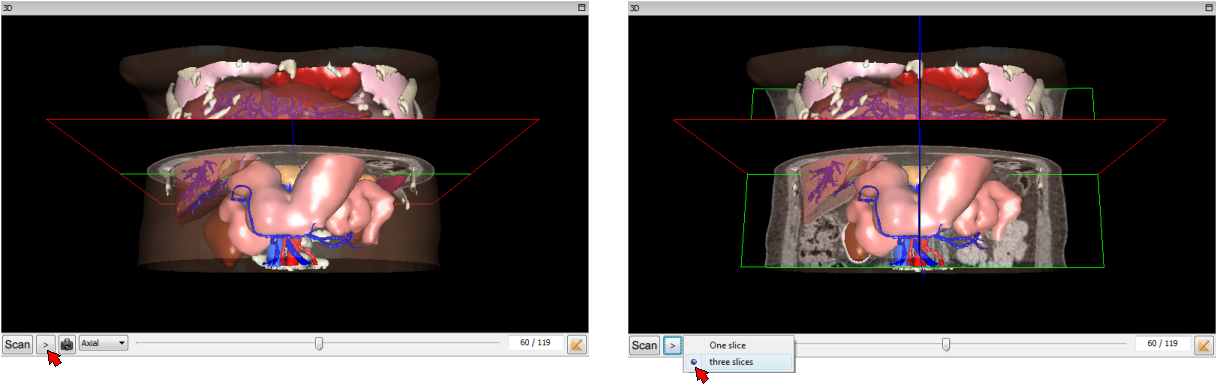 3D
Scan > Axial 60 / 119
3D
Scan > One slice 60 / 119
three slices